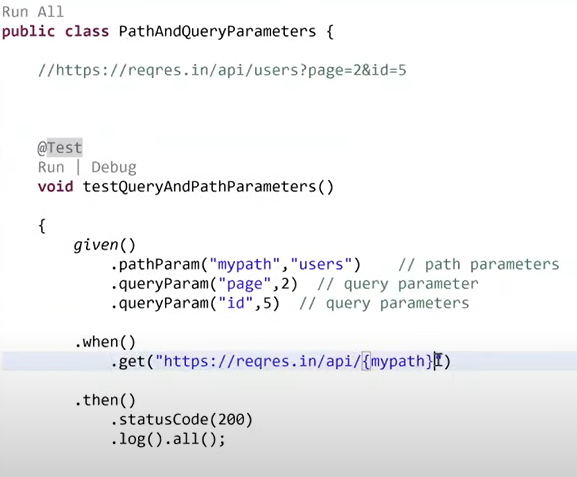 Run All
public class PathAndQueryParameters {
//https://reqres.in/api/users?page=2&id=5
@Test
Run | Debug
void testQueryAndPathParameters()
{
given()
.pathParam("mypath","users")    // path parameters
.queryParam("page",2)  // query parameter
.queryParam("id",5)  // query parameters
.when()
.get("https://reqres.in/api/{mypath}")
.then()
.statusCode(200)
.log().all();